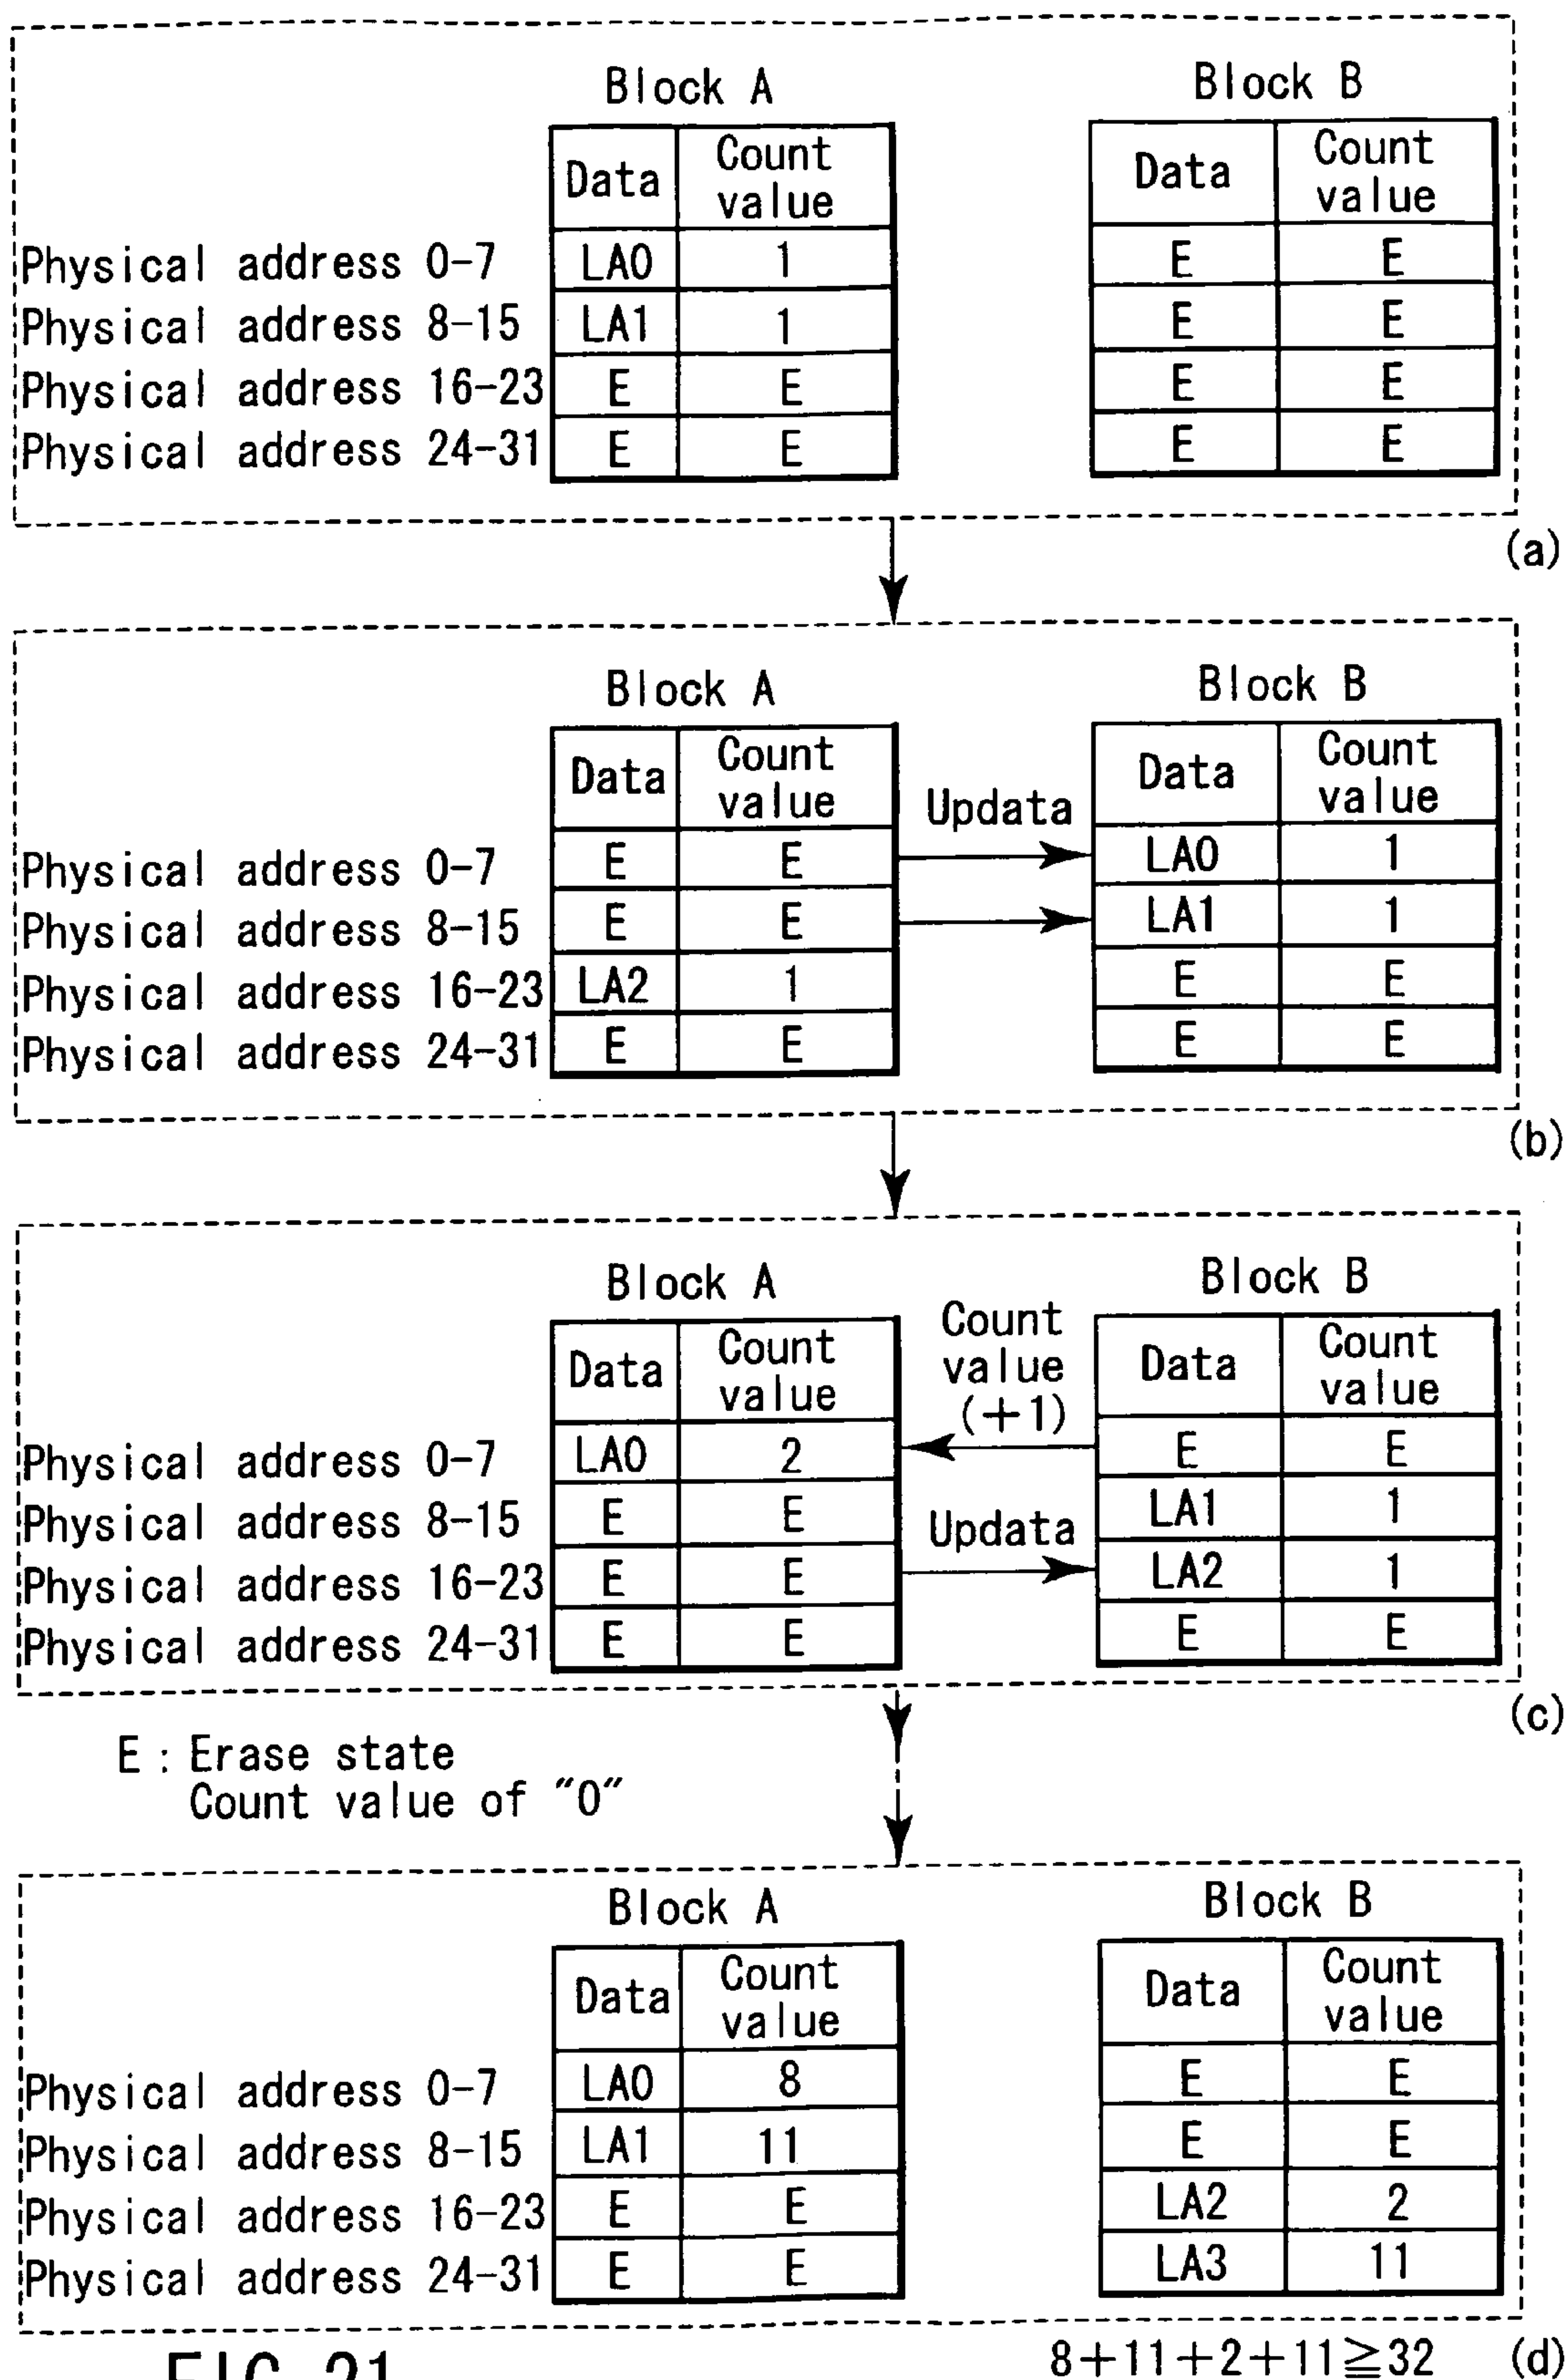 Block A Block B
Data Count value Data Count value
Physical address 0-7 LA0 1 E E
Physical address 8-15 LA1 1 E E
Physical address 16-23 E E E E
Physical address 24-31 E E E E
(a)
Block A Block B
Data Count value Updata Data Count value
Physical address 0-7 E E LA0 1
Physical address 8-15 E E LA1 1
Physical address 16-23 LA2 1 E E
Physical address 24-31 E E E E
(b)
Block A Block B
Data Count value Count value (+1) Data Count value
Physical address 0-7 LA0 2 E E
Physical address 8-15 E E Updata LA1 1
Physical address 16-23 E E LA2 1
Physical address 24-31 E E E E
(c)
E : Erase state
Count value of "0"
Block A Block B
Data Count value Data Count value
Physical address 0-7 LA0 8 E E
Physical address 8-15 LA1 11 E E
Physical address 16-23 E E LA2 2
Physical address 24-31 E E LA3 11
8+11+2+11≧32 (d)
FIG. 21